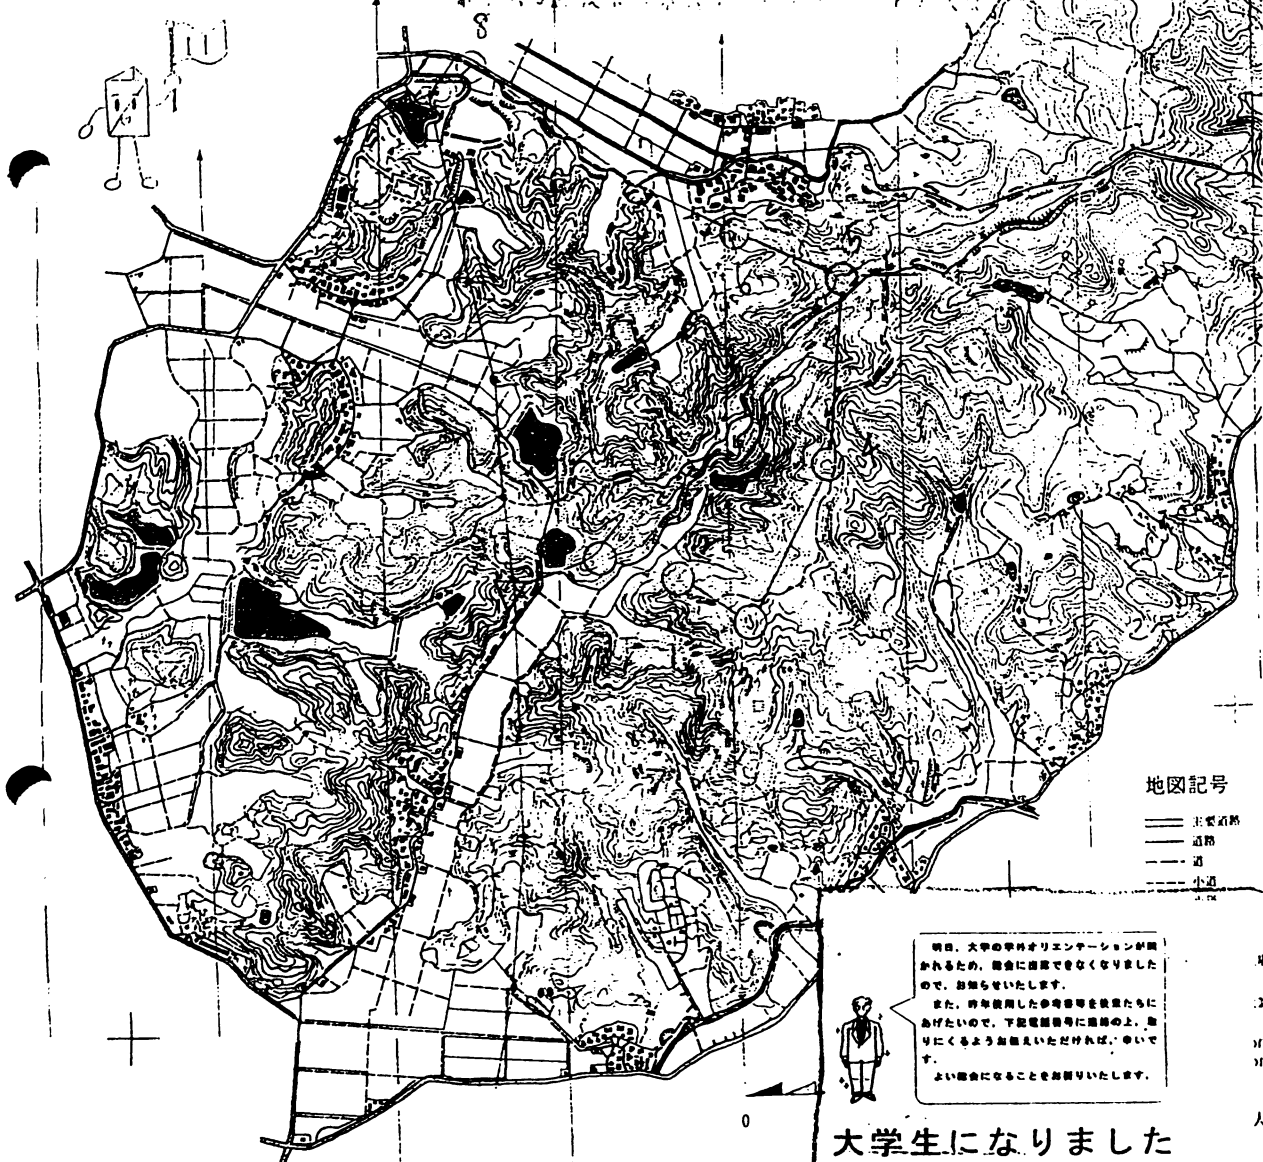 8
5
6
4
3
地図記号
主要道路
道路
道
小道
明日、大学の学外オリエンテーションが開
かれるため、総会に出席できなくなりました
ので、お知らせいたします。
また、昨年使用した参考書等を後輩たちに
あげたいので、下記電話番号に連絡の上、取
りにくるようお伝えいただければ、幸いで
す。
よい総会になることをお祈りいたします。
0
大学生になりました